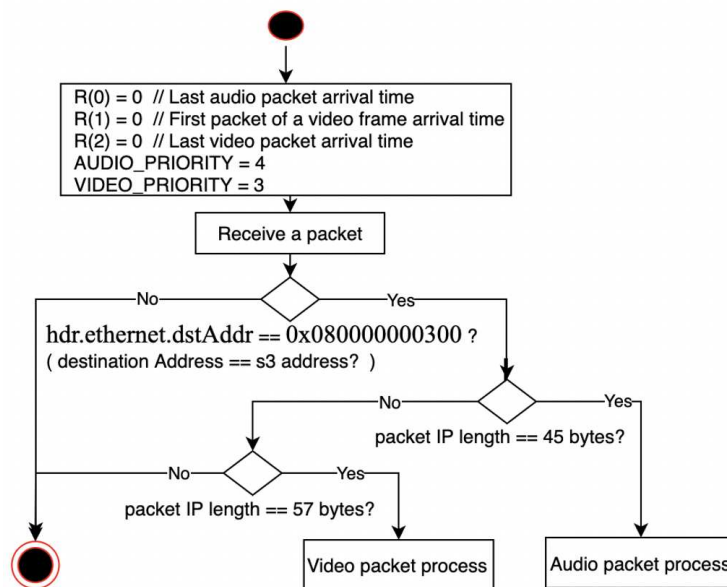 R(0) = 0 // Last audio packet arrival time
R(1) = 0 // First packet of a video frame arrival time
R(2) = 0 // Last video packet arrival time
AUDIO_PRIORITY = 4
VIDEO_PRIORITY = 3
Receive a packet
No
Yes
hdr.ethernet.dstAddr == 0x080000000300 ?
( destination Address == s3 address? )
No
Yes
packet IP length == 45 bytes?
No
Yes
packet IP length == 57 bytes?
Video packet process
Audio packet process